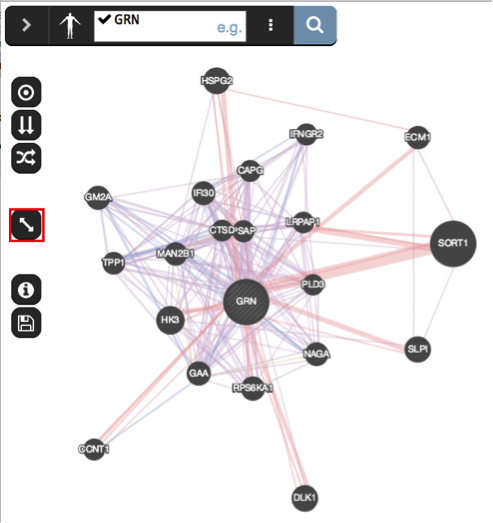 GRN
e.g.
HSPG2
IFNGR2
ECM1
CAPG
IFI30
GM2A
LRPAP1
CTSD
PSAP
SORT1
MAN2B1
TPP1
PLD3
GRN
HK3
SLPI
NAGA
GAA
RPS6KA1
CCNT1
DLK1